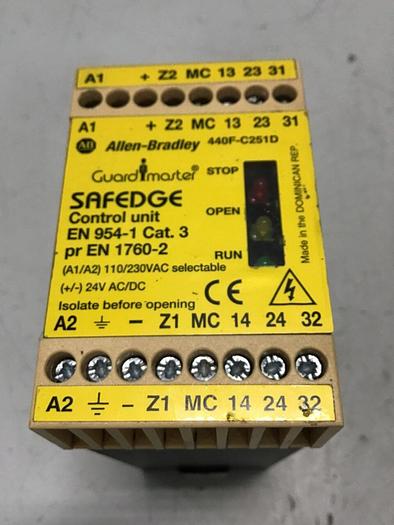 A1 + Z2 MC 13 23 31
A1 + Z2 MC 13 23 31
AB Allen-Bradley 440F-C251D
Guardmaster STOP
SAFEDGE
Control unit OPEN
EN 954-1 Cat. 3
pr EN 1760-2 RUN
(A1/A2) 110/230VAC selectable
(+/-) 24V AC/DC
Isolate before opening CE
Made in the DOMINICAN REP.
A2 ⏚ - Z1 MC 14 24 32
A2 ⏚ - Z1 MC 14 24 32